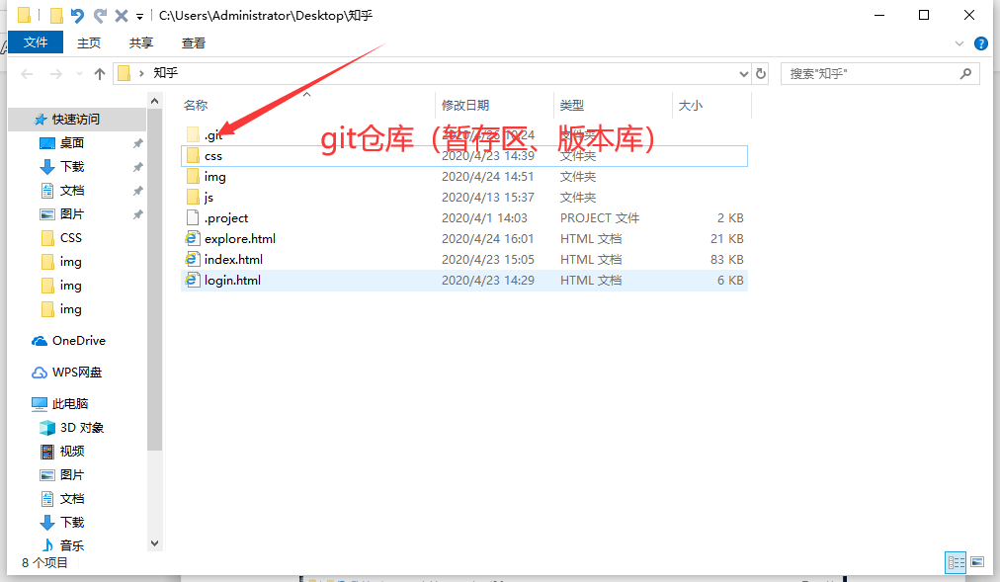 C:\Users\Administrator\Desktop\知乎
文件 主页 共享 查看
知乎
搜索"知乎"
名称 修改日期 类型 大小
.git 2020/4/26 10:24 文件夹
git仓库（暂存区、版本库）
css 2020/4/23 14:39 文件夹
img 2020/4/24 14:51 文件夹
js 2020/4/13 15:37 文件夹
.project 2020/4/1 14:03 PROJECT 文件 2 KB
explore.html 2020/4/24 16:01 HTML 文档 21 KB
index.html 2020/4/23 15:05 HTML 文档 83 KB
login.html 2020/4/23 14:29 HTML 文档 6 KB
快速访问
桌面
下载
文档
图片
CSS
img
img
img
OneDrive
WPS网盘
此电脑
3D 对象
视频
图片
文档
下载
音乐
8 个项目